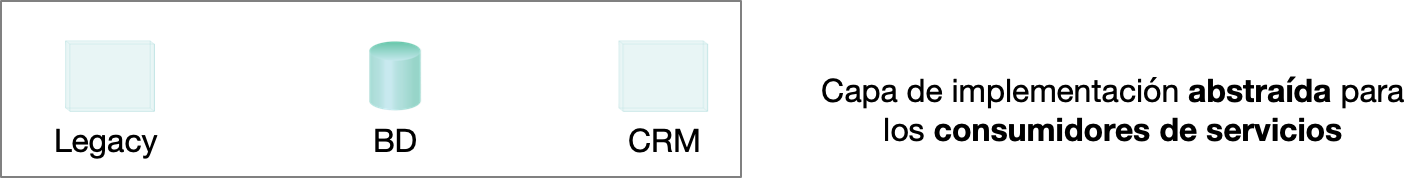 Legacy
BD
CRM
Capa de implementación abstraída para
los consumidores de servicios